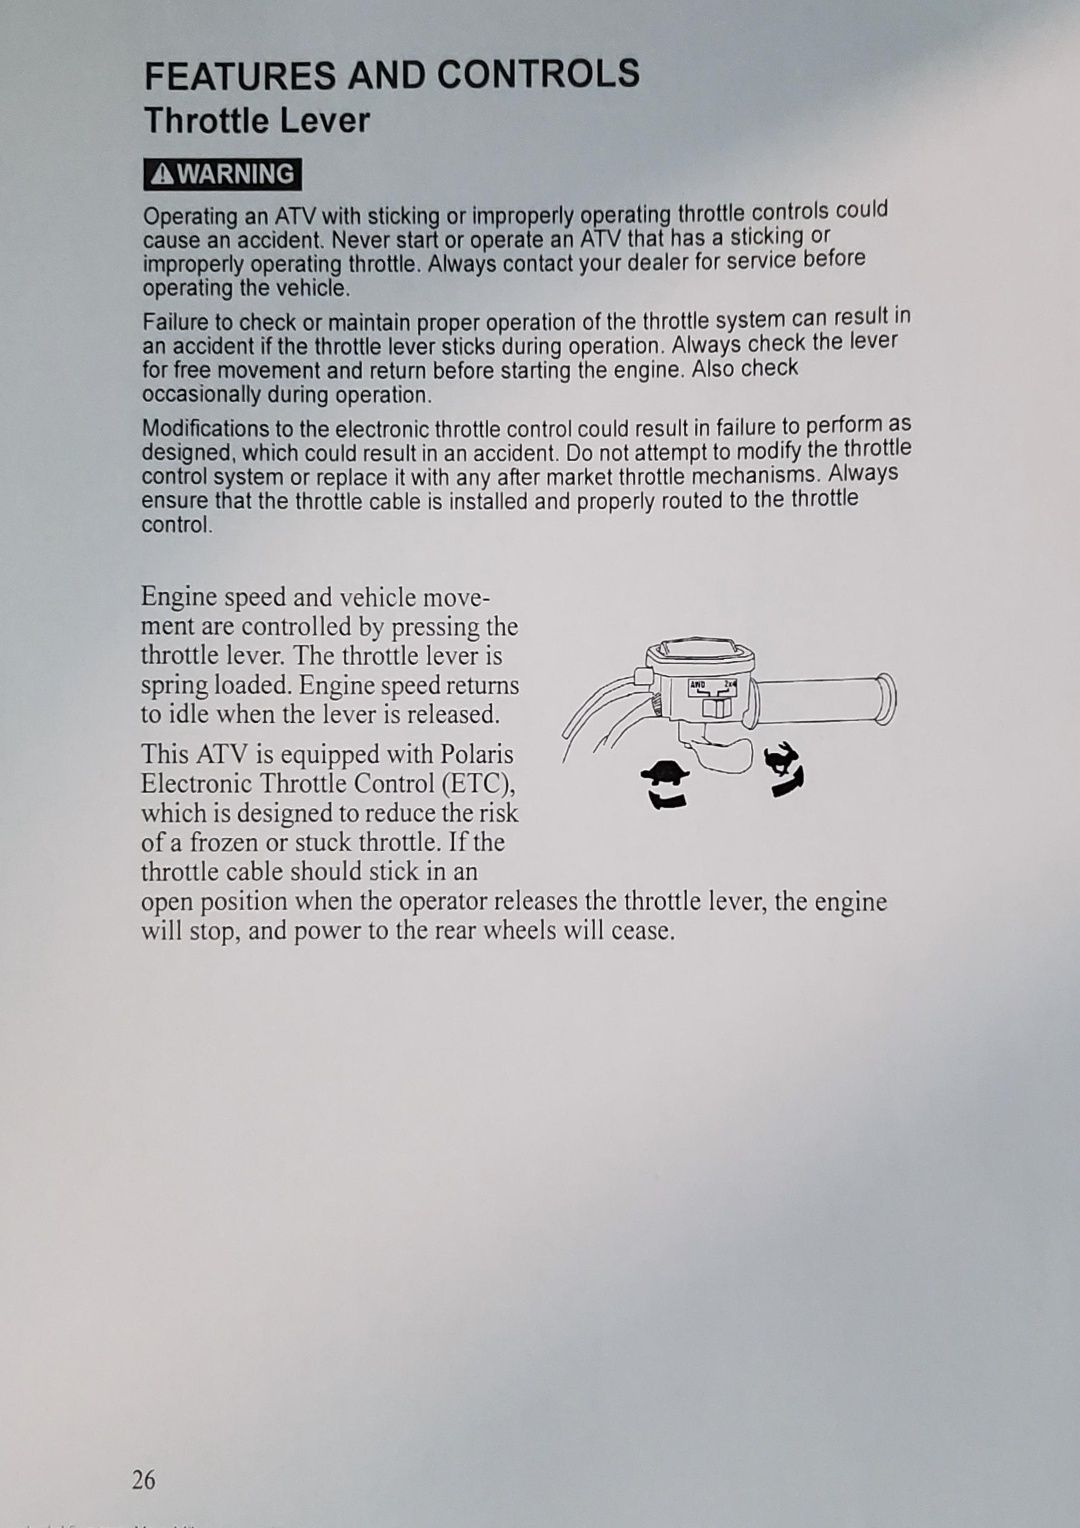 FEATURES AND CONTROLS
Throttle Lever
WARNING
Operating an ATV with sticking or improperly operating throttle controls could
cause an accident. Never start or operate an ATV that has a sticking or
improperly operating throttle. Always contact your dealer for service before
operating the vehicle.
Failure to check or maintain proper operation of the throttle system can result in
an accident if the throttle lever sticks during operation. Always check the lever
for free movement and return before starting the engine. Also check
occasionally during operation.
Modifications to the electronic throttle control could result in failure to perform as
designed, which could result in an accident. Do not attempt to modify the throttle
control system or replace it with any after market throttle mechanisms. Always
ensure that the throttle cable is installed and properly routed to the throttle
control.
Engine speed and vehicle move-
ment are controlled by pressing the
throttle lever. The throttle lever is
spring loaded. Engine speed returns
to idle when the lever is released.
This ATV is equipped with Polaris
Electronic Throttle Control (ETC),
which is designed to reduce the risk
of a frozen or stuck throttle. If the
throttle cable should stick in an
open position when the operator releases the throttle lever, the engine
will stop, and power to the rear wheels will cease.
AWD 2x4
26